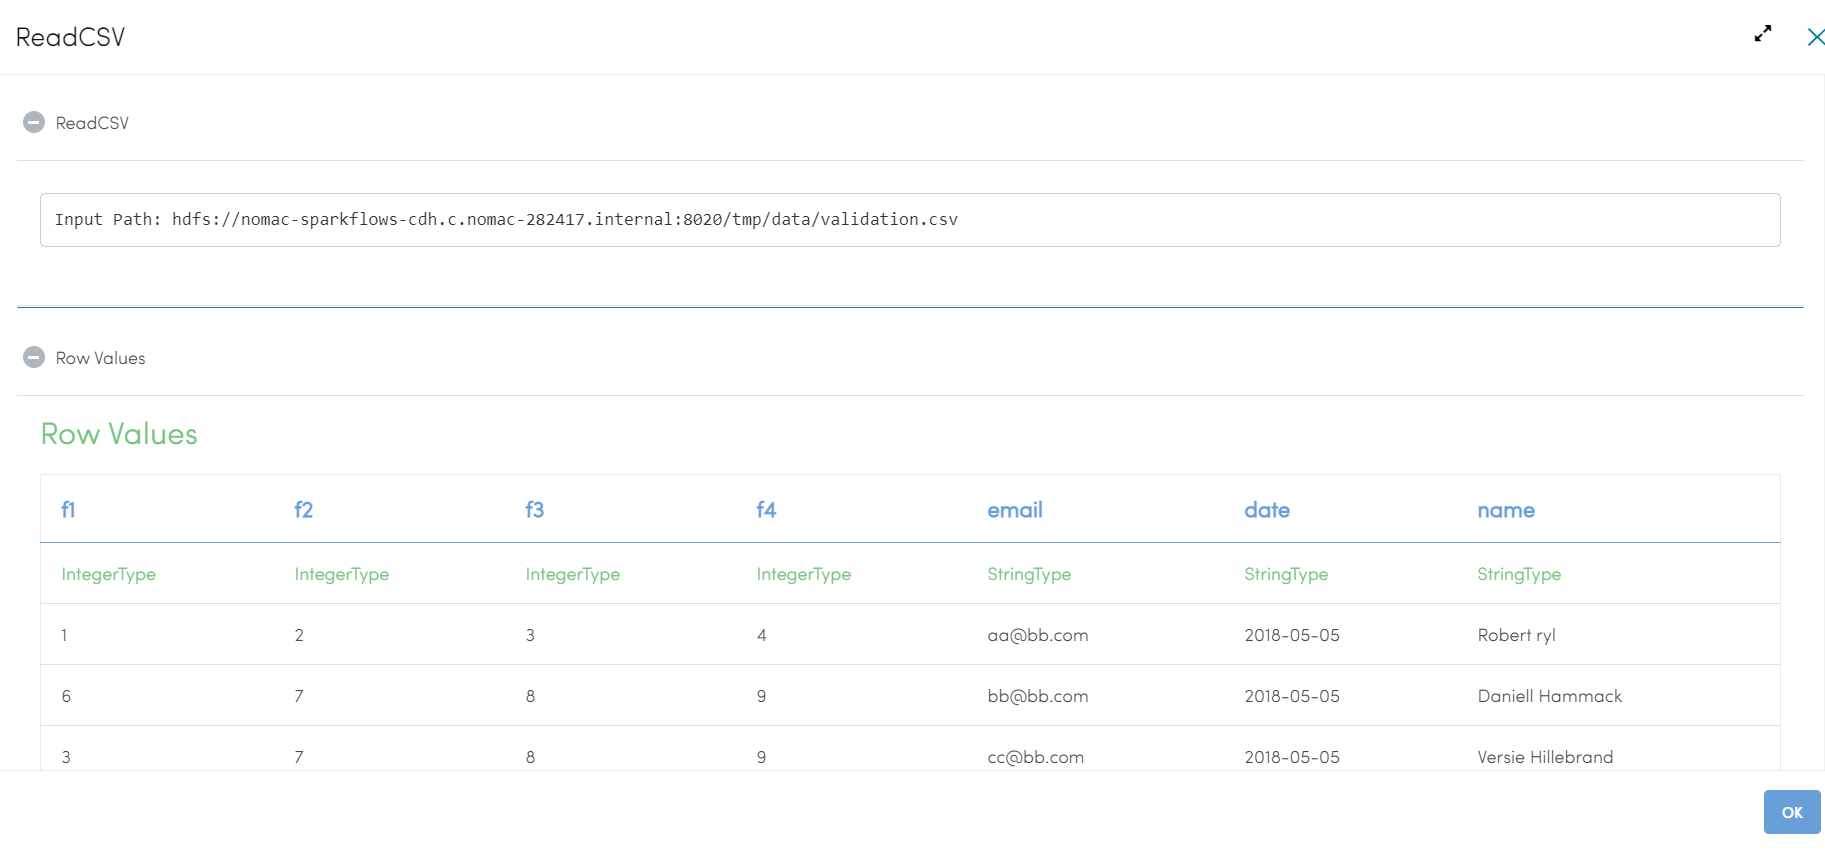 ReadCSV
ReadCSV
Input Path: hdfs://nomac-sparkflows-cdh.c.nomac-282417.internal:8020/tmp/data/validation.csv
Row Values
Row Values
f1 f2 f3 f4 email date name
IntegerType IntegerType IntegerType IntegerType StringType StringType StringType
1 2 3 4 aa@bb.com 2018-05-05 Robert ryl
6 7 8 9 bb@bb.com 2018-05-05 Daniell Hammack
3 7 8 9 cc@bb.com 2018-05-05 Versie Hillebrand
OK